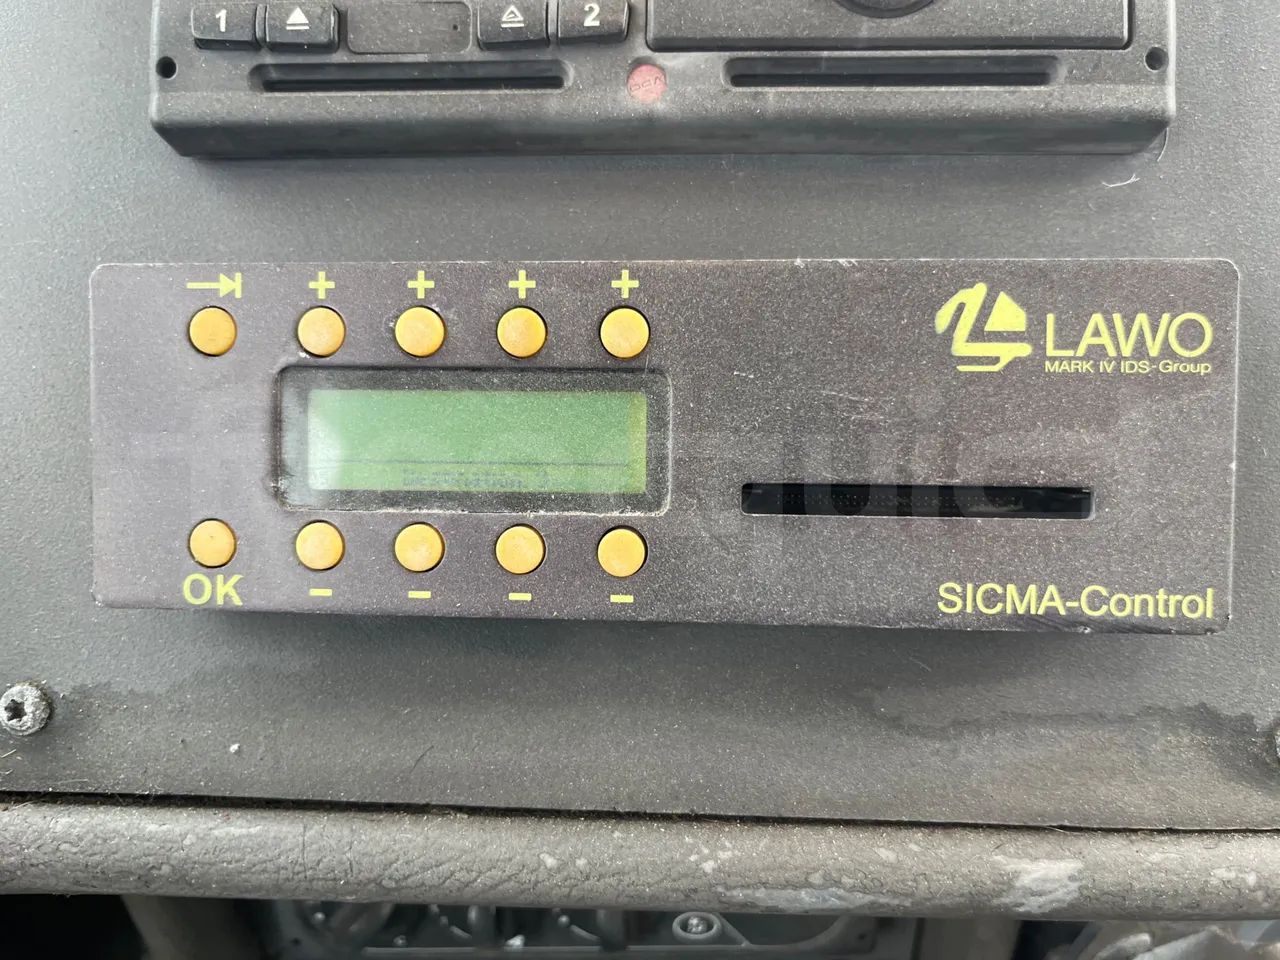 1
2
+ + + +
LAWO
MARK IV IDS-Group
OK
- - - -
SICMA-Control